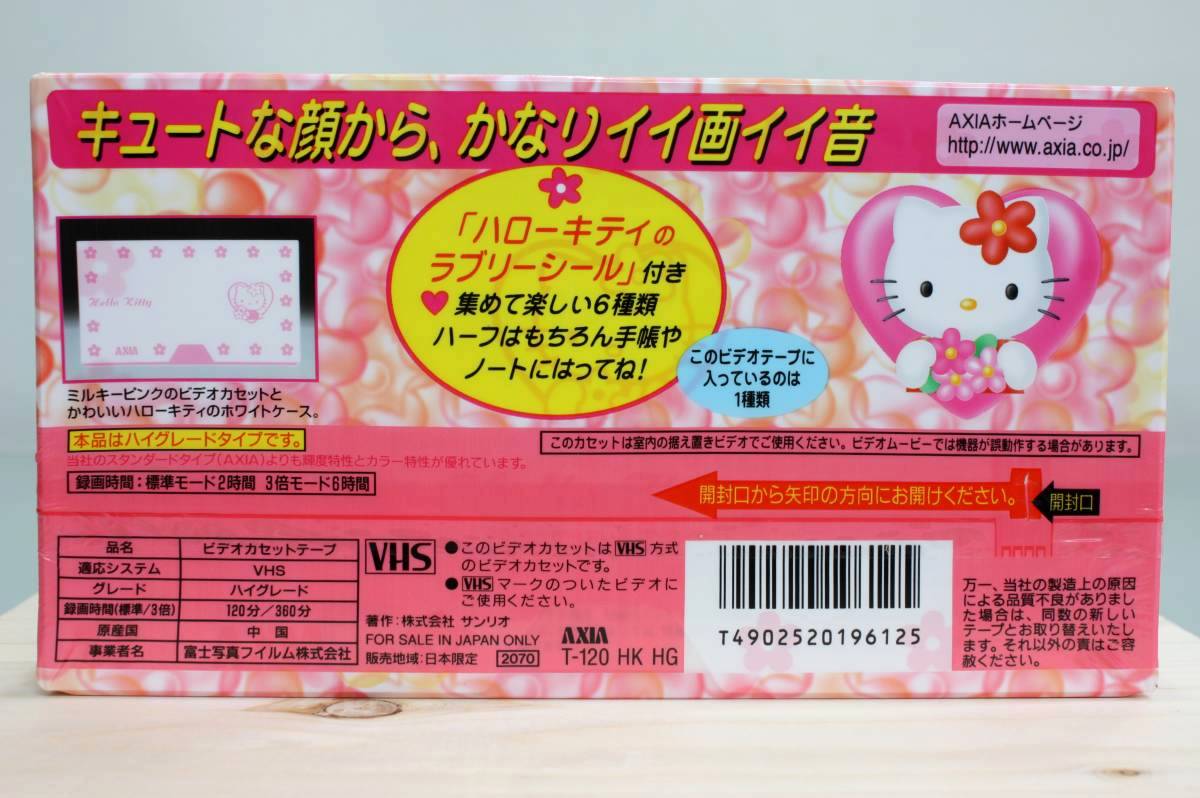 キュートな顔から、かなりイイ画イイ音
AXIAホームページ
http://www.axia.co.jp/
「ハローキティの
ラブリーシール」付き
♥集めて楽しい6種類
ハーフはもちろん手帳や
ノートにはってね!
このビデオテープに
入っているのは
1種類
Hello Kitty
AXIA
ミルキーピンクのビデオカセットと
かわいいハローキティのホワイトケース。
本品はハイグレードタイプです。
当社のスタンダードタイプ(AXIA)よりも輝度特性とカラー特性が優れています。
録画時間:標準モード2時間 3倍モード6時間
このカセットは室内の据え置きビデオでご使用ください。ビデオムービーでは機器が誤動作する場合があります。
開封口から矢印の方向にお開けください。
開封口
品名 ビデオカセットテープ
適応システム VHS
グレード ハイグレード
録画時間(標準/3倍) 120分/360分
原産国 中国
事業者名 富士写真フイルム株式会社
VHS
●このビデオカセットはVHS方式
のビデオカセットです。
●VHSマークのついたビデオに
ご使用ください。
著作:株式会社 サンリオ
FOR SALE IN JAPAN ONLY
販売地域:日本限定 2070
AXIA
T-120 HK HG
T4902520196125
万一、当社の製造上の原因
による品質不良がありまし
た場合は、同数の新しい
テープとお取り替えいたし
ます。それ以外の責はご容
赦ください。